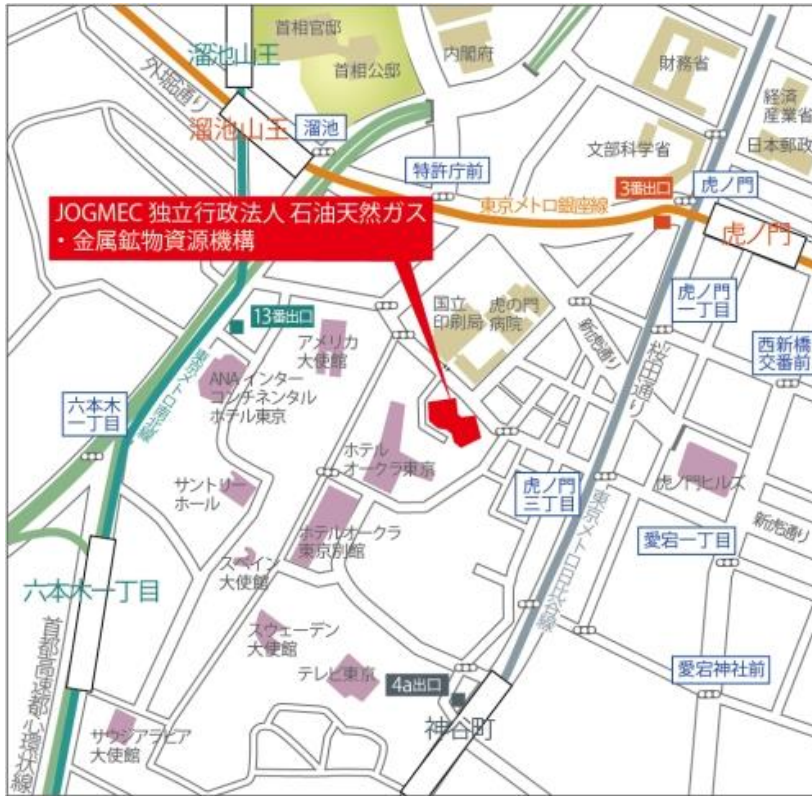 首相官邸
首相公邸
内閣府
財務省
経済
産業省
日本郵政
溜池山王
外堀通り
溜池山王
溜池
特許庁前
文部科学省
3番出口
虎ノ門
東京メトロ銀座線
虎ノ門
JOGMEC 独立行政法人 石油天然ガス
・金属鉱物資源機構
国立
印刷局
虎の門
病院
虎ノ門
一丁目
新虎通り
桜田通り
西新橋
交番前
13番出口
アメリカ
大使館
東京メトロ南北線
ANA インター
コンチネンタル
ホテル東京
六本木
一丁目
ホテル
オークラ東京
サントリー
ホール
虎ノ門
三丁目
虎ノ門ヒルズ
新虎通り
ホテルオークラ
東京別館
東京メトロ日比谷線
愛宕一丁目
スペイン
大使館
六本木一丁目
スウェーデン
大使館
テレビ東京
4a出口
愛宕神社前
神谷町
首都高速都心環状線
サウジアラビア
大使館